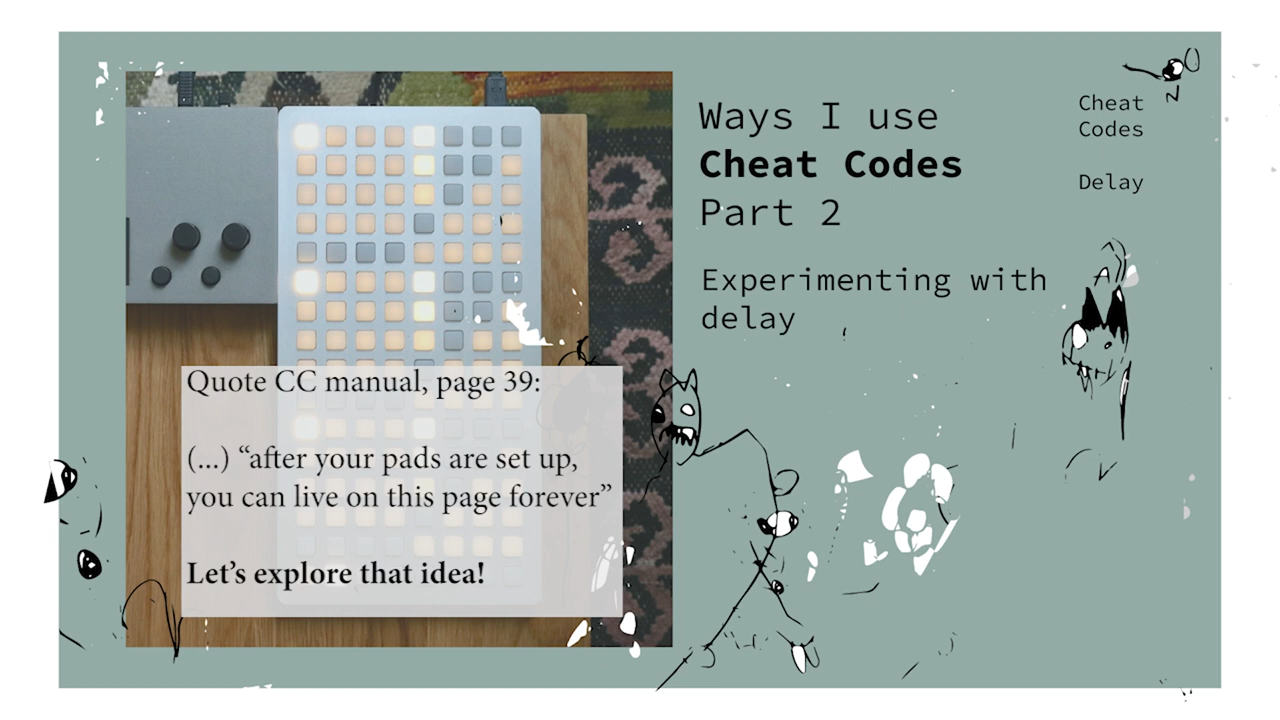 Ways I use
Cheat Codes
Part 2
Experimenting with
delay
Cheat
Codes
Delay
Quote CC manual, page 39:
(...) “after your pads are set up,
you can live on this page forever”
Let’s explore that idea!